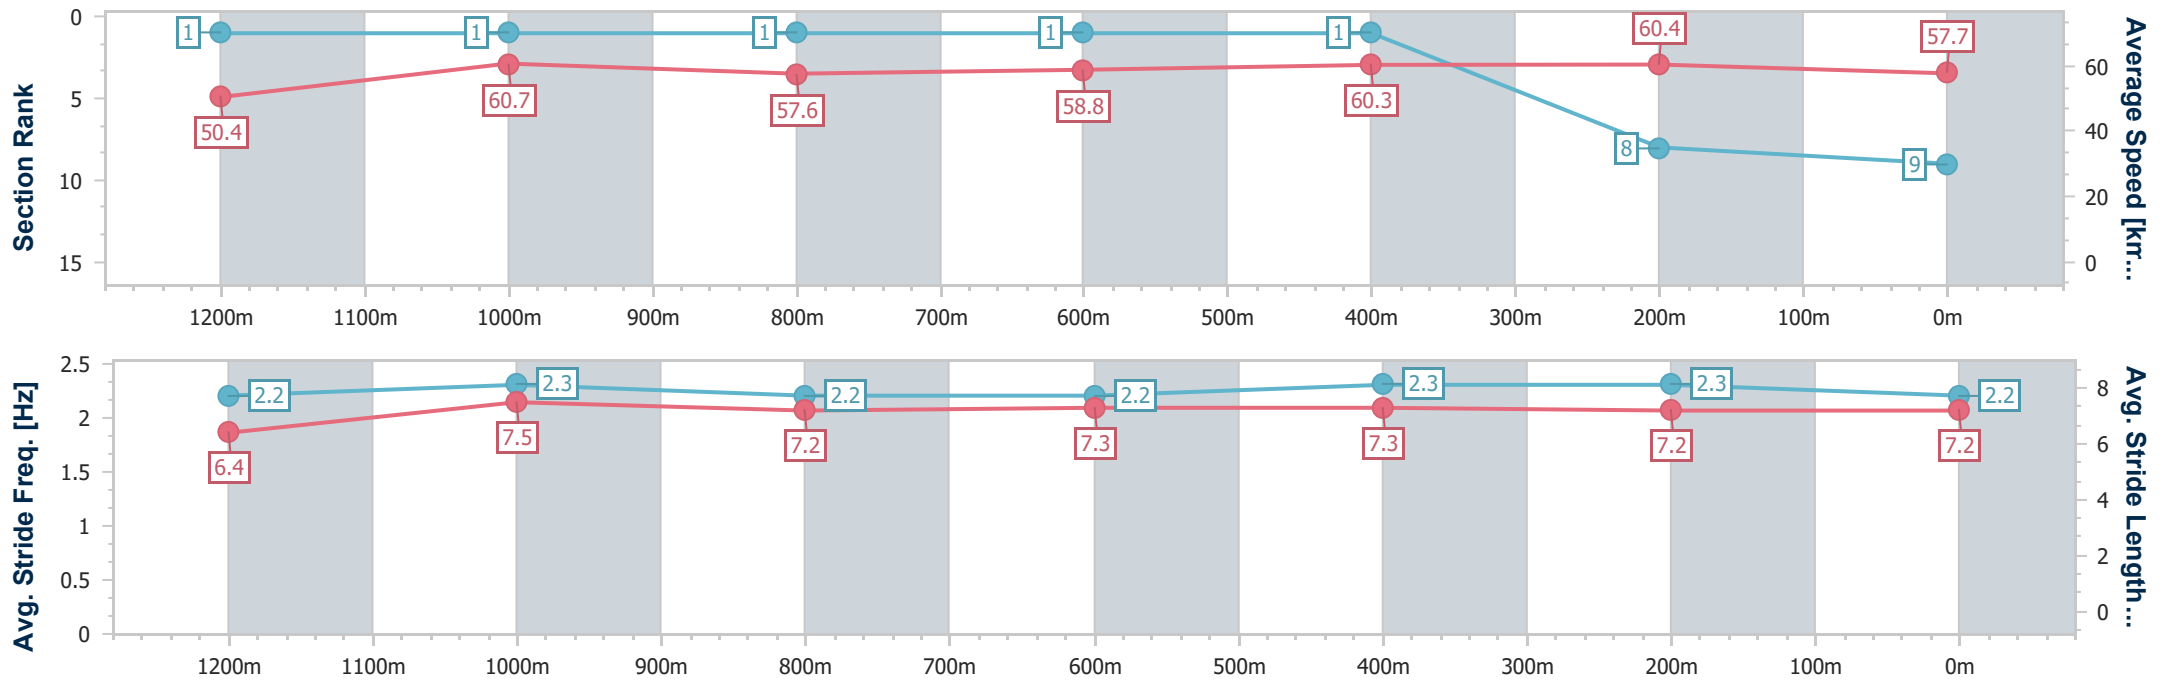 Section Rank
0
5
10
15
1
1
1
1
1
8
9
50.4
60.7
57.6
58.8
60.3
60.4
57.7
60
40
20
0
Average Speed [km...
1200m
1100m
1000m
900m
800m
700m
600m
500m
400m
300m
200m
100m
0m
Avg. Stride Freq. [Hz]
2.5
2
1.5
1
0.5
0
2.2
2.3
2.2
2.2
2.3
2.3
2.2
6.4
7.5
7.2
7.3
7.3
7.2
7.2
8
6
4
2
0
Avg. Stride Length...
1200m
1100m
1000m
900m
800m
700m
600m
500m
400m
300m
200m
100m
0m